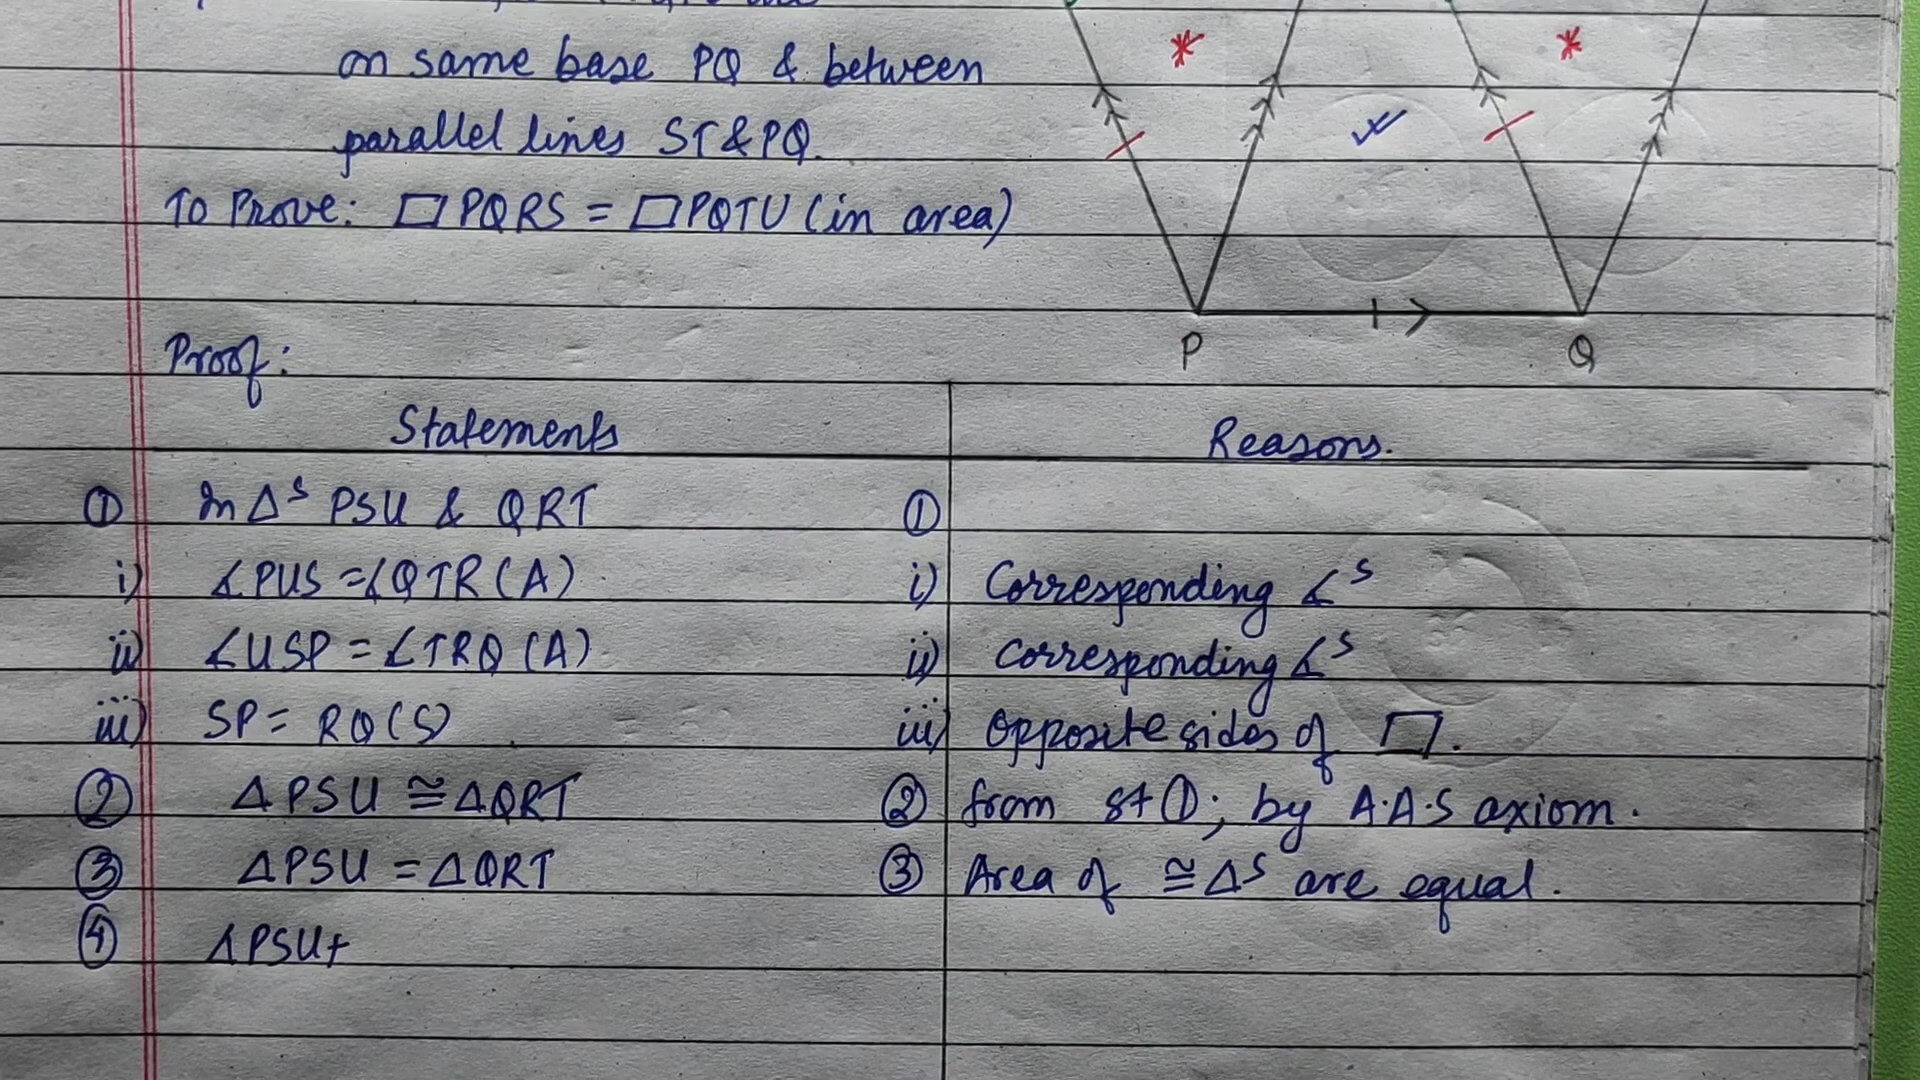 on same base PQ & between
parallel lines ST & PQ.
To Prove: ▱ PQRS = ▱ PQTU (in area)
P
Q
Proof:
Statements
Reasons.
① In Δˢ PSU & QRT
①
i) ∡PUS = ∡QTR (A)
i) Corresponding ∡ˢ
ii) ∡USP = ∡TRQ (A)
ii) Corresponding ∡ˢ
iii) SP = RQ (S)
iii) Opposite sides of ▱.
② ΔPSU ≅ ΔQRT
② from st ①; by A.A.S axiom.
③ ΔPSU = ΔQRT
③ Area of ≅ Δˢ are equal.
④ ΔPSU +